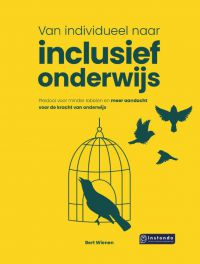 Van individueel naar
inclusief
onderwijs
Pleidooi voor minder labelen en meer aandacht
voor de kracht van onderwijs
Bert Wienen
instondo